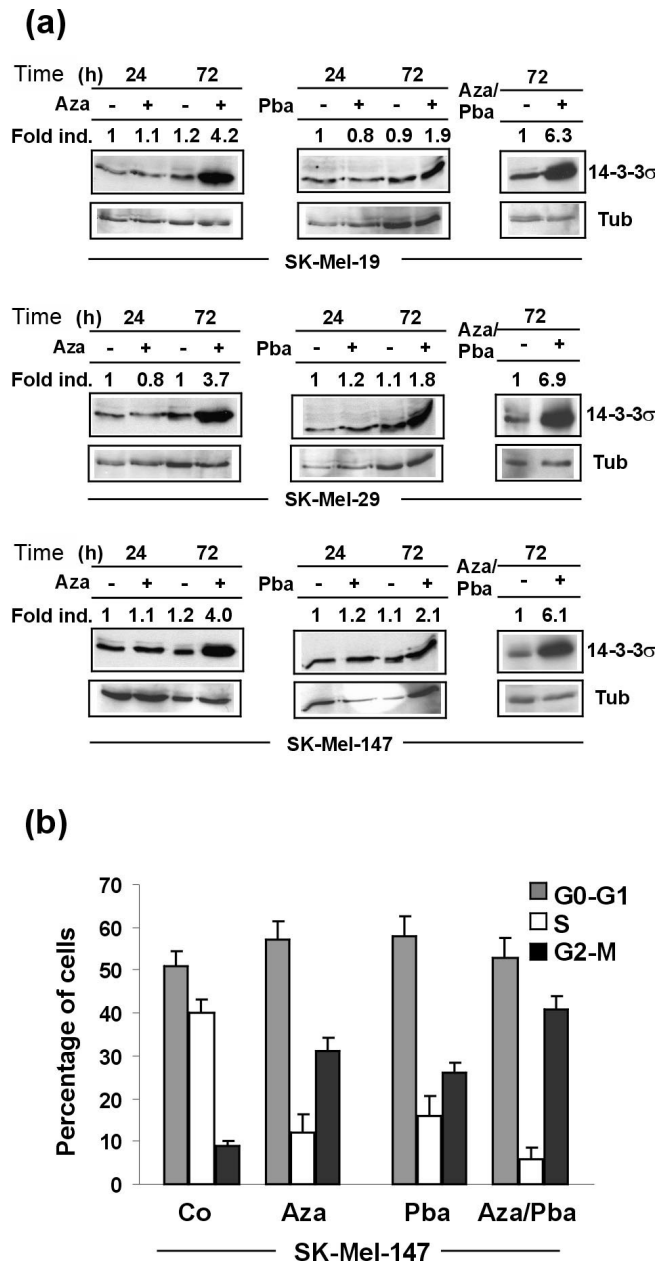 (a)
Time (h) 24 72 24 72 Aza/ 72
Aza - + - + Pba - + - + Pba - +
Fold ind. 1 1.1 1.2 4.2 1 0.8 0.9 1.9 1 6.3
14-3-3σ
Tub
SK-Mel-19
Time (h) 24 72 24 72 Aza/ 72
Aza - + - + Pba - + - + Pba - +
Fold ind. 1 0.8 1 3.7 1 1.2 1.1 1.8 1 6.9
14-3-3σ
Tub
SK-Mel-29
Time (h) 24 72 24 72 Aza/ 72
Aza - + - + Pba - + - + Pba - +
Fold ind. 1 1.1 1.2 4.0 1 1.2 1.1 2.1 1 6.1
14-3-3σ
Tub
SK-Mel-147
(b)
Percentage of cells
70
60
50
40
30
20
10
0
G0-G1
S
G2-M
Co Aza Pba Aza/Pba
SK-Mel-147